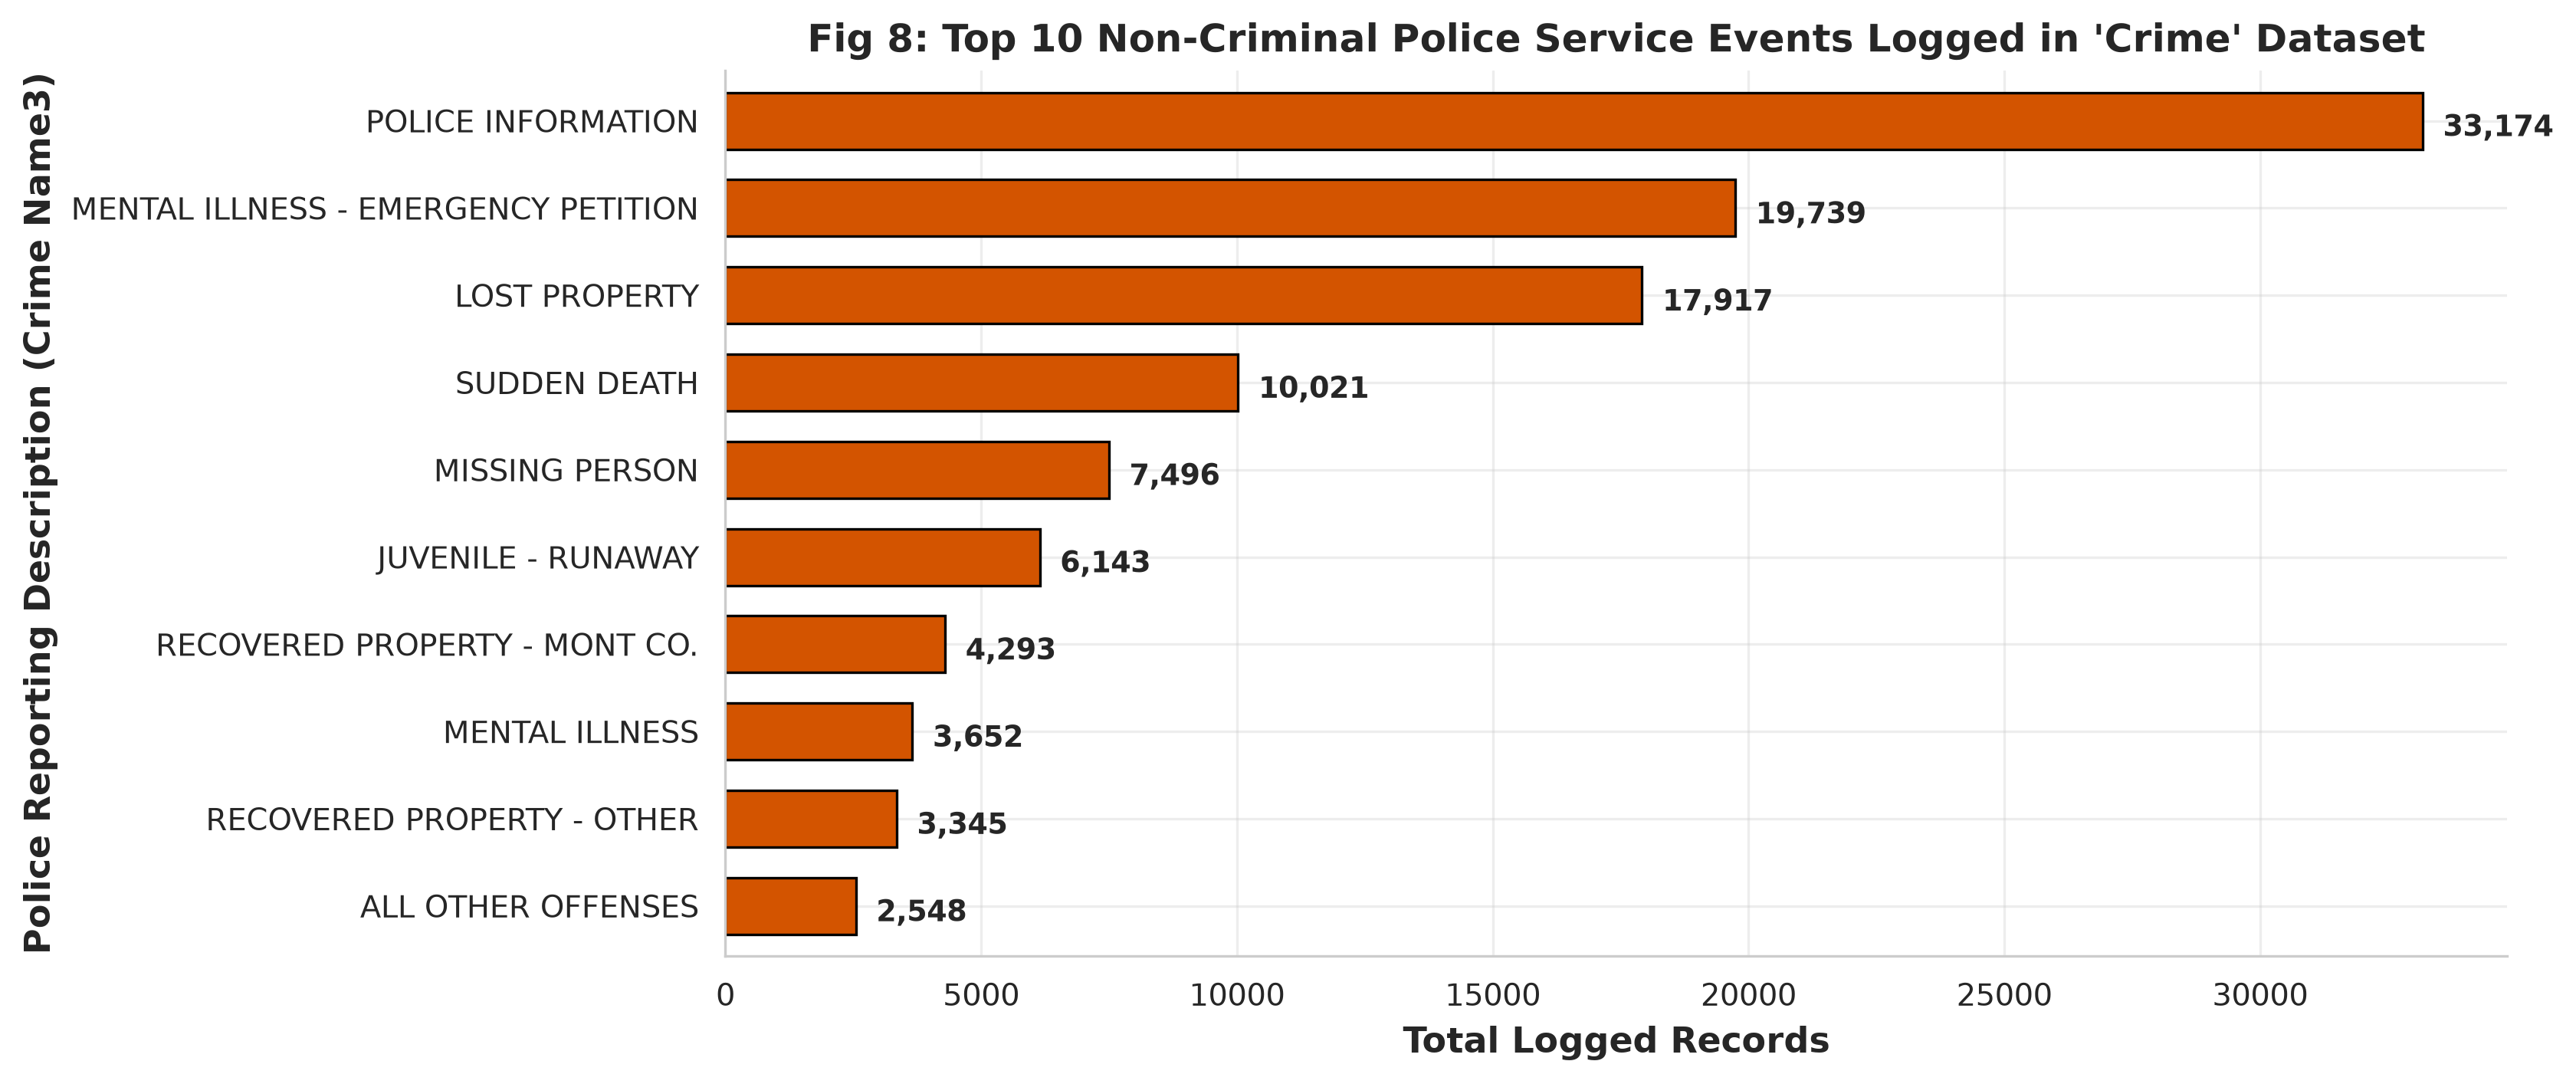 Fig 8: Top 10 Non-Criminal Police Service Events Logged in 'Crime' Dataset
Police Reporting Description (Crime Name3)
POLICE INFORMATION 33,174
MENTAL ILLNESS - EMERGENCY PETITION 19,739
LOST PROPERTY 17,917
SUDDEN DEATH 10,021
MISSING PERSON 7,496
JUVENILE - RUNAWAY 6,143
RECOVERED PROPERTY - MONT CO. 4,293
MENTAL ILLNESS 3,652
RECOVERED PROPERTY - OTHER 3,345
ALL OTHER OFFENSES 2,548
0 5000 10000 15000 20000 25000 30000
Total Logged Records